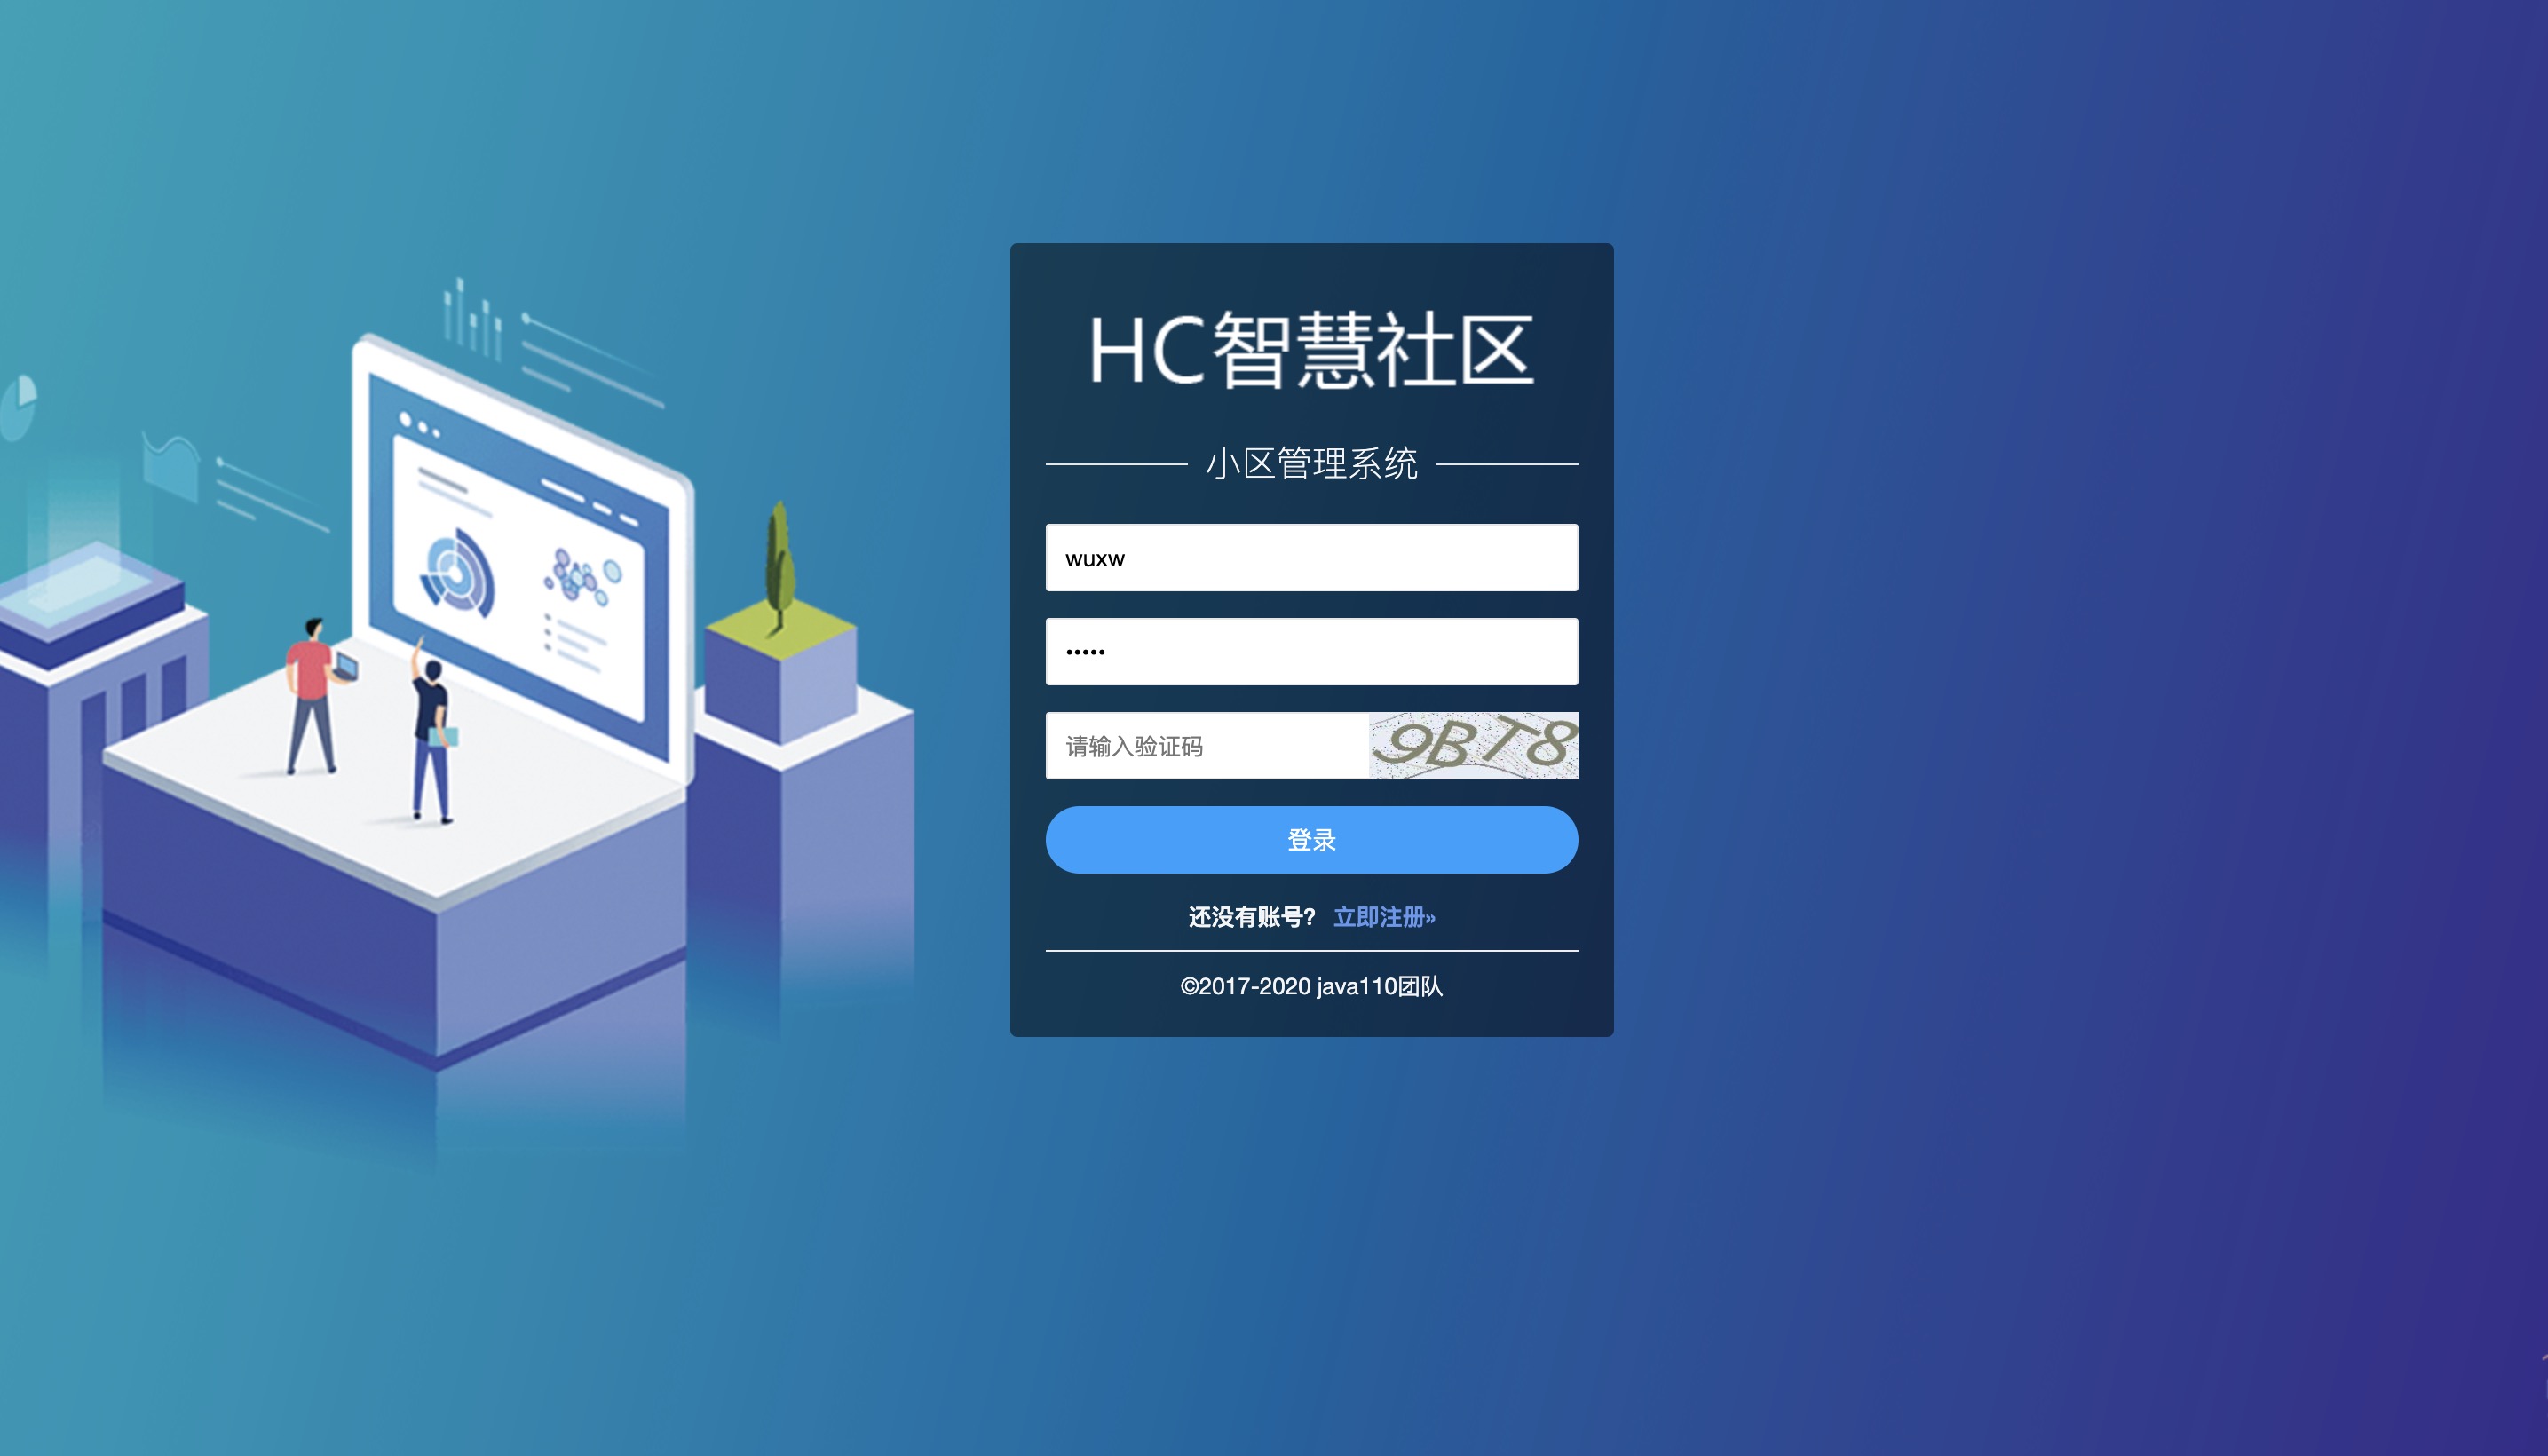 HC智慧社区
小区管理系统
wuxw
•••••
请输入验证码
9BT8
登录
还没有账号? 立即注册»
©2017-2020 java110团队